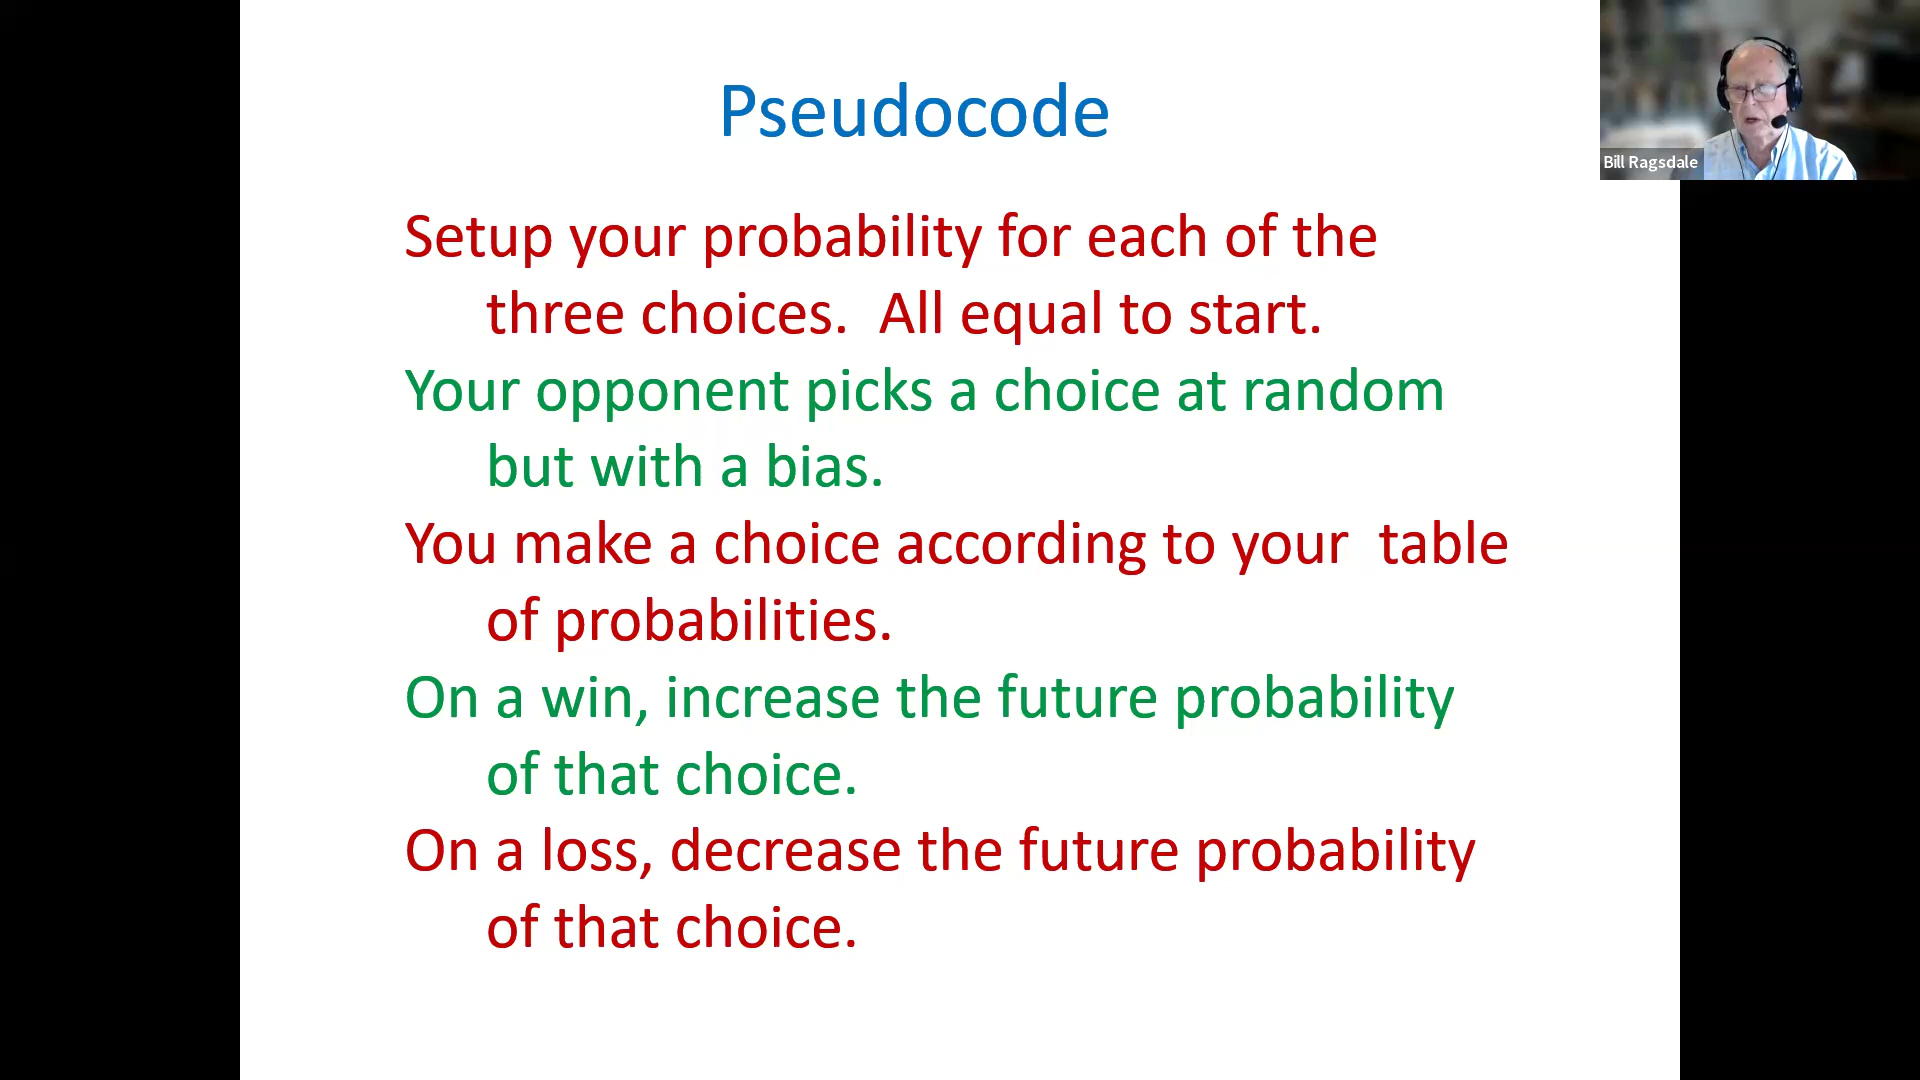 Pseudocode
Bill Ragsdale
Setup your probability for each of the
three choices.  All equal to start.
Your opponent picks a choice at random
but with a bias.
You make a choice according to your  table
of probabilities.
On a win, increase the future probability
of that choice.
On a loss, decrease the future probability
of that choice.